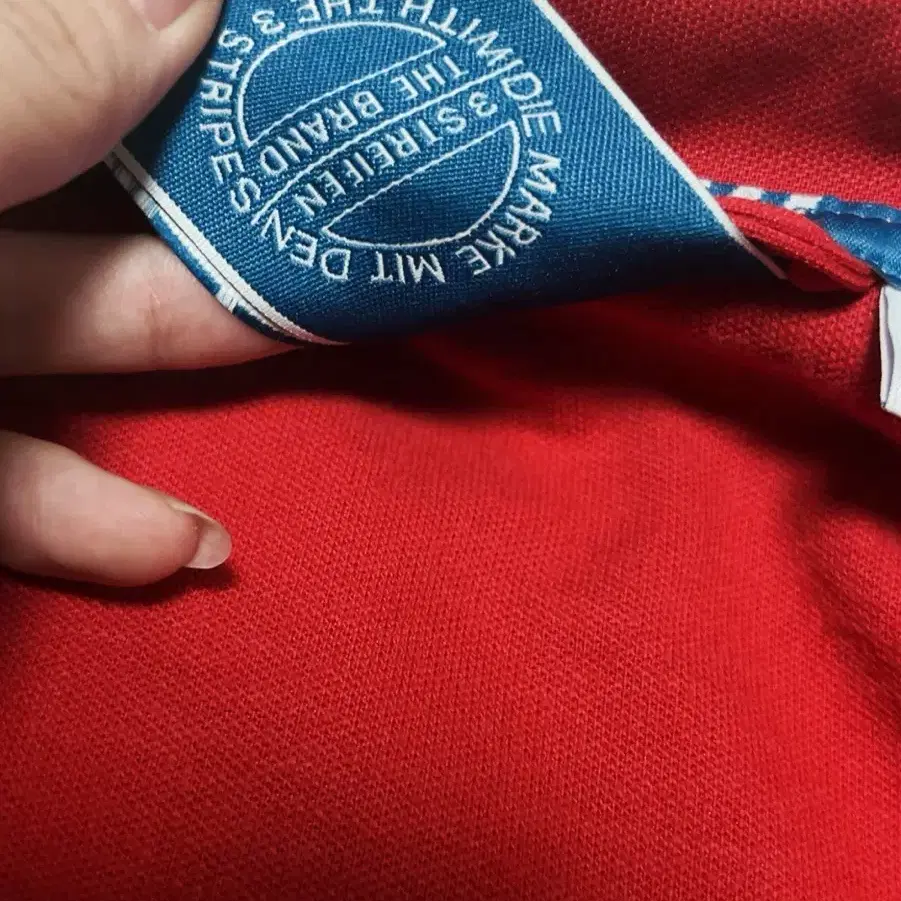 DIE MARKE MIT DEN
3 STREIFEN
THE BRAND
WITH THE 3 STRIPES